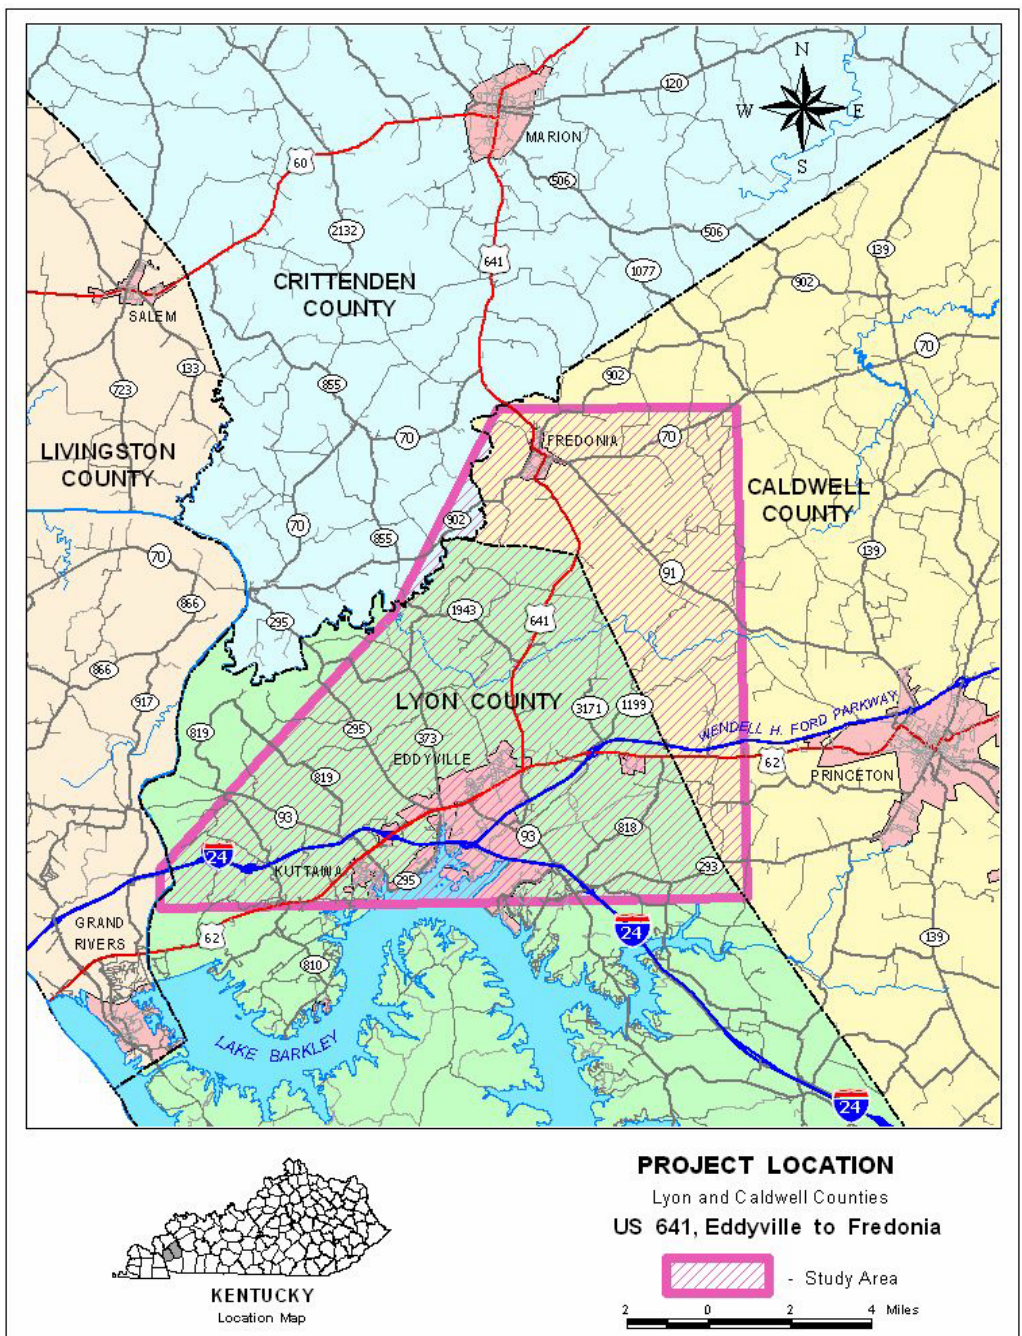 N
120
W
E
MARION
S
60
506
2132
506
139
641
1077
CRITTENDEN
COUNTY
902
SALEM
70
133
855
902
723
70
70
FREDONIA
LIVINGSTON
COUNTY
CALDWELL
COUNTY
902
70
855
139
70
91
866
1943
295
641
866
917
LYON COUNTY
3171
1199
WENDELL H. FORD PARKWAY
819
295
373
EDDYVILLE
62
819
PRINCETON
93
818
93
24
KUTTAWA
295
293
GRAND
RIVERS
62
24
139
810
LAKE BARKLEY
24
PROJECT LOCATION
Lyon and Caldwell Counties
US 641, Eddyville to Fredonia
- Study Area
KENTUCKY
Location Map
2 0 2 4 Miles